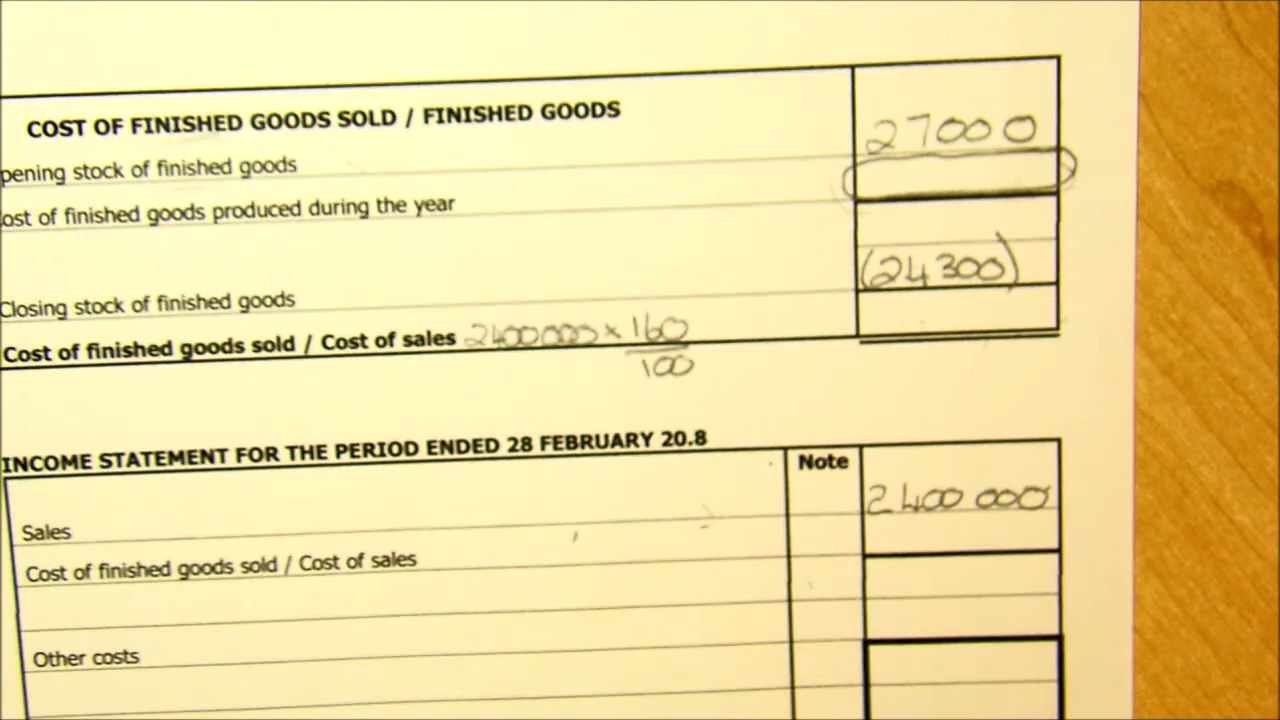 COST OF FINISHED GOODS SOLD / FINISHED GOODS
27000
pening stock of finished goods
ost of finished goods produced during the year
(24300)
Closing stock of finished goods
Cost of finished goods sold / Cost of sales 2400000 x 160
100
INCOME STATEMENT FOR THE PERIOD ENDED 28 FEBRUARY 20.8
Note
Sales 2400 000
Cost of finished goods sold / Cost of sales
Other costs